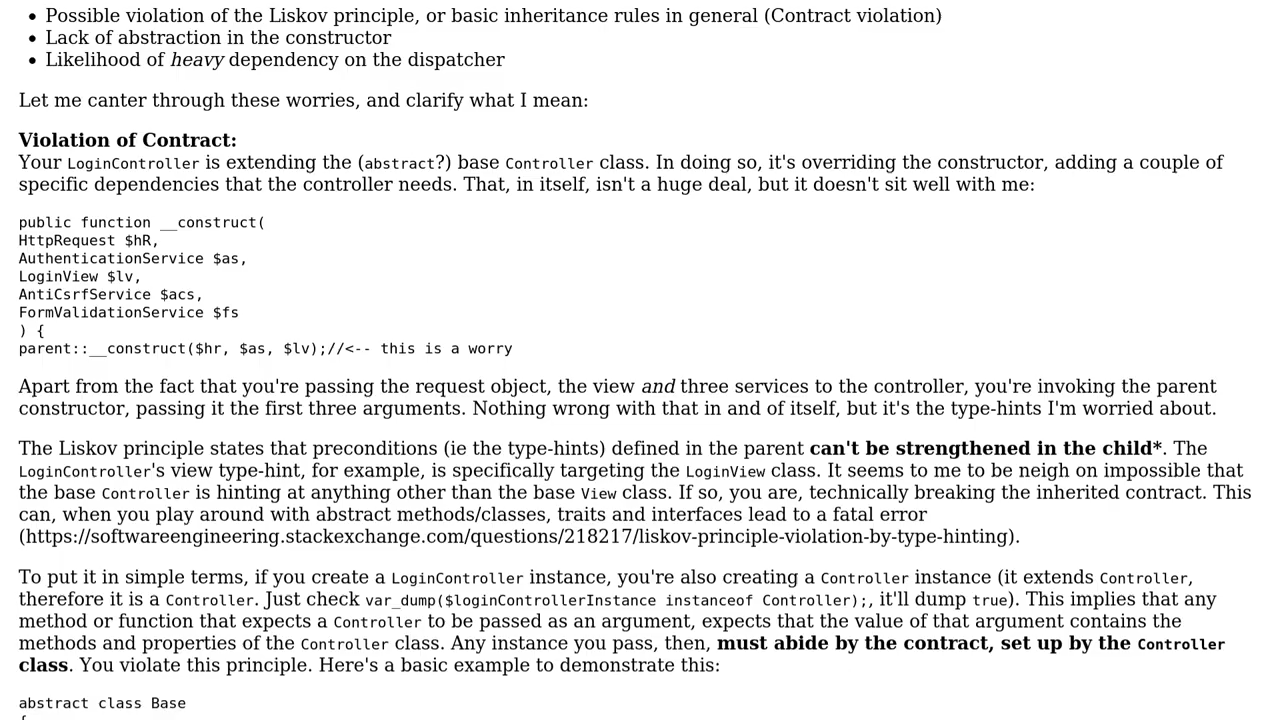 • Possible violation of the Liskov principle, or basic inheritance rules in general (Contract violation)
• Lack of abstraction in the constructor
• Likelihood of heavy dependency on the dispatcher
Let me canter through these worries, and clarify what I mean:
Violation of Contract:
Your LoginController is extending the (abstract?) base Controller class. In doing so, it's overriding the constructor, adding a couple of
specific dependencies that the controller needs. That, in itself, isn't a huge deal, but it doesn't sit well with me:
public function __construct(
HttpRequest $hR,
AuthenticationService $as,
LoginView $lv,
AntiCsrfService $acs,
FormValidationService $fs
) {
parent::__construct($hr, $as, $lv);//<-- this is a worry
Apart from the fact that you're passing the request object, the view and three services to the controller, you're invoking the parent
constructor, passing it the first three arguments. Nothing wrong with that in and of itself, but it's the type-hints I'm worried about.
The Liskov principle states that preconditions (ie the type-hints) defined in the parent can't be strengthened in the child*. The
LoginController's view type-hint, for example, is specifically targeting the LoginView class. It seems to me to be neigh on impossible that
the base Controller is hinting at anything other than the base View class. If so, you are, technically breaking the inherited contract. This
can, when you play around with abstract methods/classes, traits and interfaces lead to a fatal error
(https://softwareengineering.stackexchange.com/questions/218217/liskov-principle-violation-by-type-hinting).
To put it in simple terms, if you create a LoginController instance, you're also creating a Controller instance (it extends Controller,
therefore it is a Controller. Just check var_dump($loginControllerInstance instanceof Controller);, it'll dump true). This implies that any
method or function that expects a Controller to be passed as an argument, expects that the value of that argument contains the
methods and properties of the Controller class. Any instance you pass, then, must abide by the contract, set up by the Controller
class. You violate this principle. Here's a basic example to demonstrate this:
abstract class Base
{